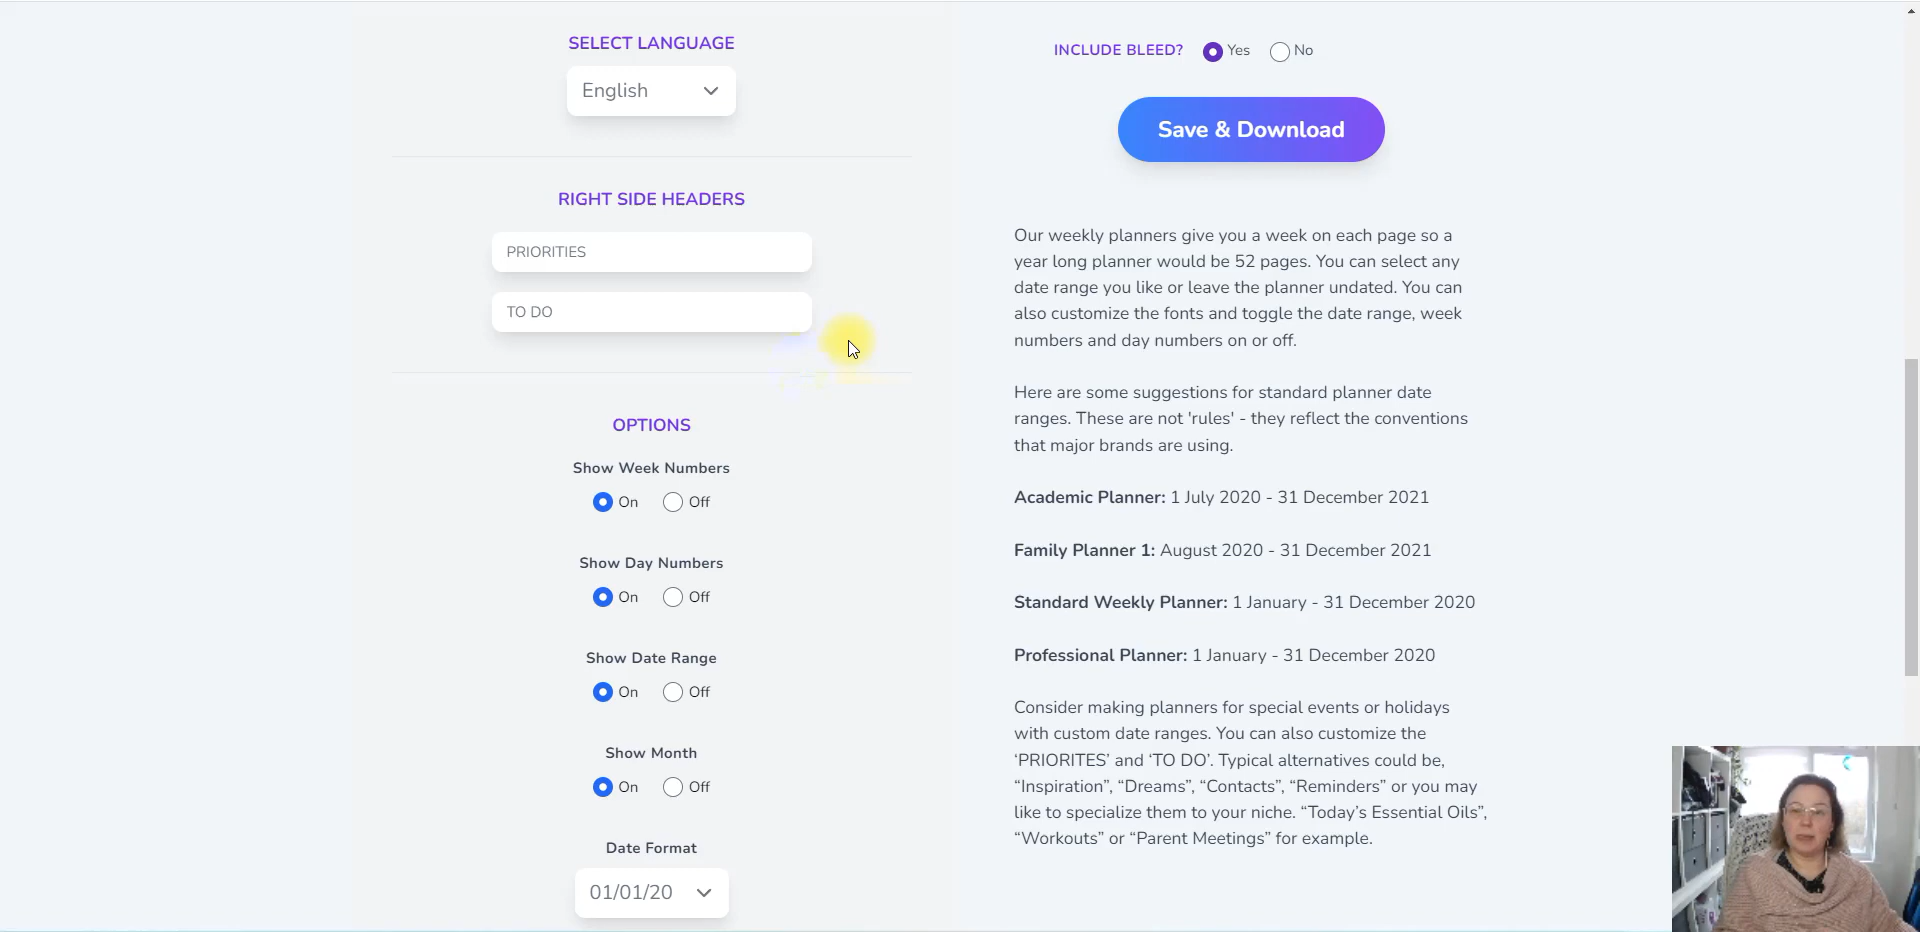 SELECT LANGUAGE
English
RIGHT SIDE HEADERS
PRIORITIES
TO DO
OPTIONS
Show Week Numbers
On Off
Show Day Numbers
On Off
Show Date Range
On Off
Show Month
On Off
Date Format
01/01/20
INCLUDE BLEED? Yes No
Save & Download
Our weekly planners give you a week on each page so a
year long planner would be 52 pages. You can select any
date range you like or leave the planner undated. You can
also customize the fonts and toggle the date range, week
numbers and day numbers on or off.
Here are some suggestions for standard planner date
ranges. These are not 'rules' - they reflect the conventions
that major brands are using.
Academic Planner: 1 July 2020 - 31 December 2021
Family Planner 1: August 2020 - 31 December 2021
Standard Weekly Planner: 1 January - 31 December 2020
Professional Planner: 1 January - 31 December 2020
Consider making planners for special events or holidays
with custom date ranges. You can also customize the
‘PRIORITES’ and ‘TO DO’. Typical alternatives could be,
“Inspiration”, “Dreams”, “Contacts”, “Reminders” or you may
like to specialize them to your niche. “Today’s Essential Oils”,
“Workouts” or “Parent Meetings” for example.